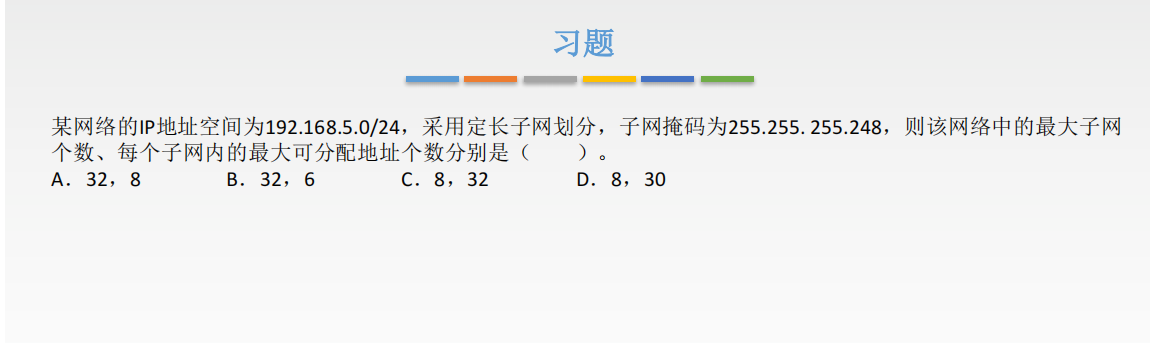 习题
某网络的IP地址空间为192.168.5.0/24，采用定长子网划分，子网掩码为255.255. 255.248，则该网络中的最大子网
个数、每个子网内的最大可分配地址个数分别是（　　）。
A．32，8　　B．32，6　　C．8，32　　D．8，30